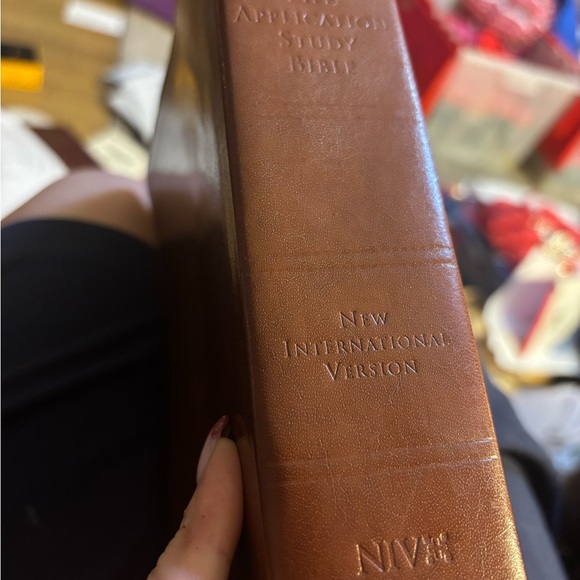 APPLICATION
STUDY
BIBLE
NEW
INTERNATIONAL
VERSION
NIV